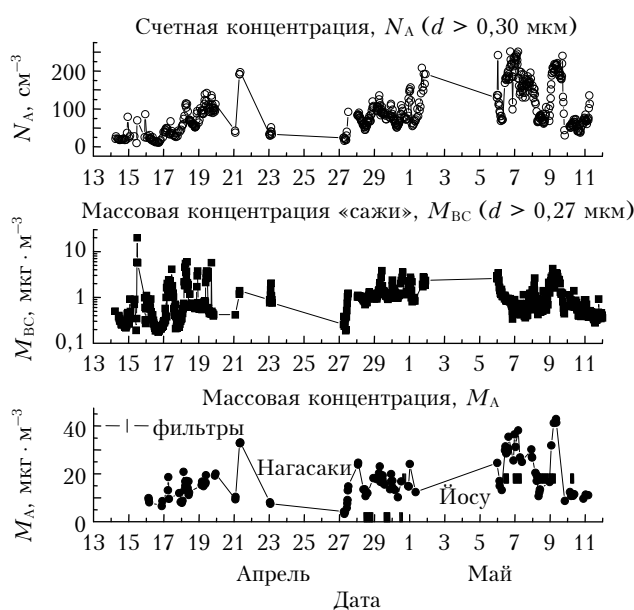 Счетная концентрация, N_A (d > 0,30 мкм)
N_A, см⁻³
200
100
0
13 15 17 19 21 23 25 27 29 1 3 5 7 9 11
Массовая концентрация «сажи», M_BC (d > 0,27 мкм)
M_BC, мкг · м⁻³
10
1
0,1
13 15 17 19 21 23 25 27 29 31 1 3 5 7 9 11
Массовая концентрация, M_A
M_A, мкг · м⁻³
40
20
0
фильтры
Нагасаки
Йосу
13 15 17 19 21 23 25 27 29 1 3 5 7 9 11
Апрель Май
Дата